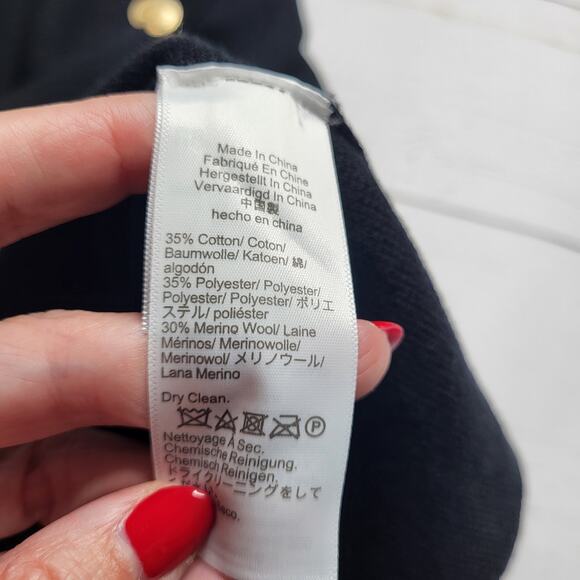 Made In China
Fabriqué En Chine
Hergestellt In China
Vervaardigd In China
中国製
hecho en china
35% Cotton/ Coton/
Baumwolle/ Katoen/ 綿/
algodón
35% Polyester/ Polyester/
Polyester/ Polyester/ ポリエ
ステル/ poliéster
30% Merino Wool/ Laine
Mérinos/ Merinowolle/
Merinowol/ メリノウール/
Lana Merino
Dry Clean.
P
Nettoyage A Sec.
Chemische Reinigung.
Chemisch Reinigen.
ドライクリーニングをして